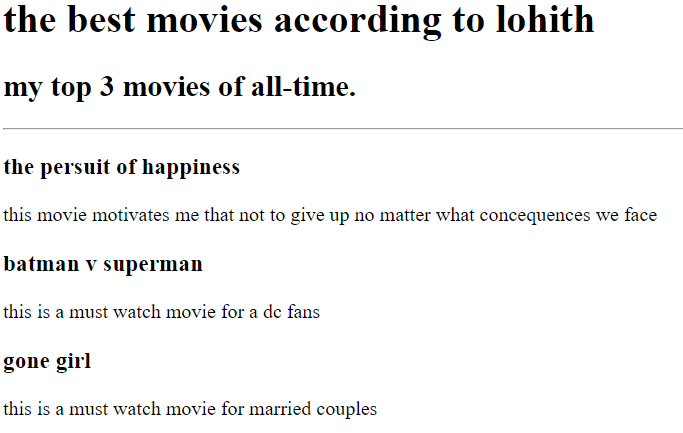 the best movies according to lohith
my top 3 movies of all-time.
the persuit of happiness
this movie motivates me that not to give up no matter what concequences we face
batman v superman
this is a must watch movie for a dc fans
gone girl
this is a must watch movie for married couples